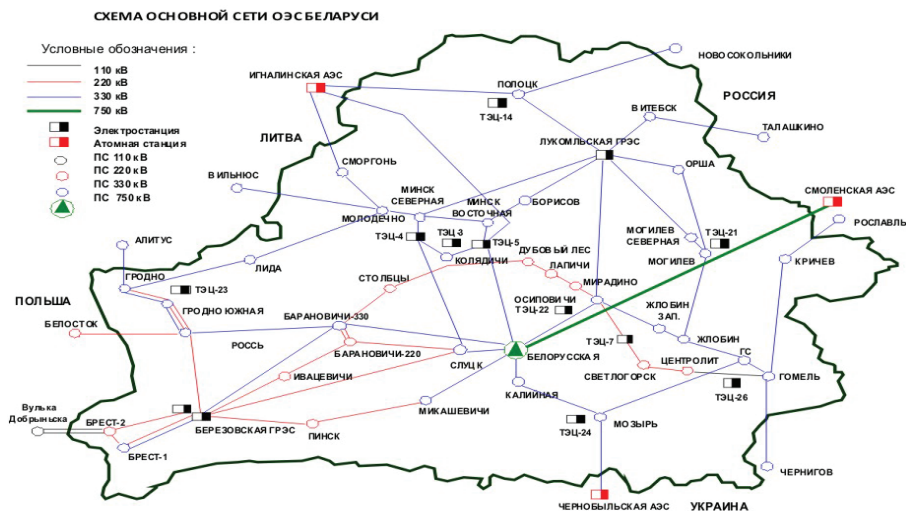 СХЕМА ОСНОВНОЙ СЕТИ ОЭС БЕЛАРУСИ
Условные обозначения :
110 кВ
220 кВ
330 кВ
750 кВ
Электростанция
Атомная станция
ПС 110 кВ
ПС 220 кВ
ПС 330 кВ
ПС 750 кВ
НОВОСОКОЛЬНИКИ
ИГНАЛИНСКАЯ АЭС
ПОЛОЦК
ТЭЦ-14
ВИТЕБСК
РОССИЯ
ТАЛАШКИНО
ЛИТВА
ЛУКОМЛЬСКАЯ ГРЭС
СМОРГОНЬ
ОРША
ВИЛЬНЮС
МИНСК
СЕВЕРНАЯ
МИНСК
ВОСТОЧНАЯ
БОРИСОВ
СМОЛЕНСКАЯ АЭС
МОЛОДЕЧНО
РОСЛАВЛЬ
ТЭЦ-4
ТЭЦ 3
ТЭЦ-5
МОГИЛЕВ
СЕВЕРНАЯ
ТЭЦ-21
МОГИЛЕВ
АЛИТУС
КОЛЯДИЧИ
ДУБОВЫЙ ЛЕС
КРИЧЕВ
ЛИДА
ЛАПИЧИ
ГРОДНО
ТЭЦ-23
СТОЛБЦЫ
МИРАДИНО
ПОЛЬША
ГРОДНО ЮЖНАЯ
БАРАНОВИЧИ-330
ОСИПОВИЧИ
ТЭЦ-22
ЖЛОБИН
ЗАП.
БЕЛОСТОК
РОССЬ
БАРАНОВИЧИ-220
СЛУЦК
БЕЛОРУССКАЯ
ТЭЦ-7
ЖЛОБИН
ГС
ИВАЦЕВИЧИ
СВЕТЛОГОРСК
ЦЕНТРОЛИТ
ГОМЕЛЬ
КАЛИЙНАЯ
ТЭЦ-26
Вулька
Добрыньска
БРЕСТ-2
БЕРЕЗОВСКАЯ ГРЭС
МИКАШЕВИЧИ
ПИНСК
ТЭЦ-24
МОЗЫРЬ
БРЕСТ-1
ЧЕРНИГОВ
ЧЕРНОБЫЛЬСКАЯ АЭС
УКРАИНА